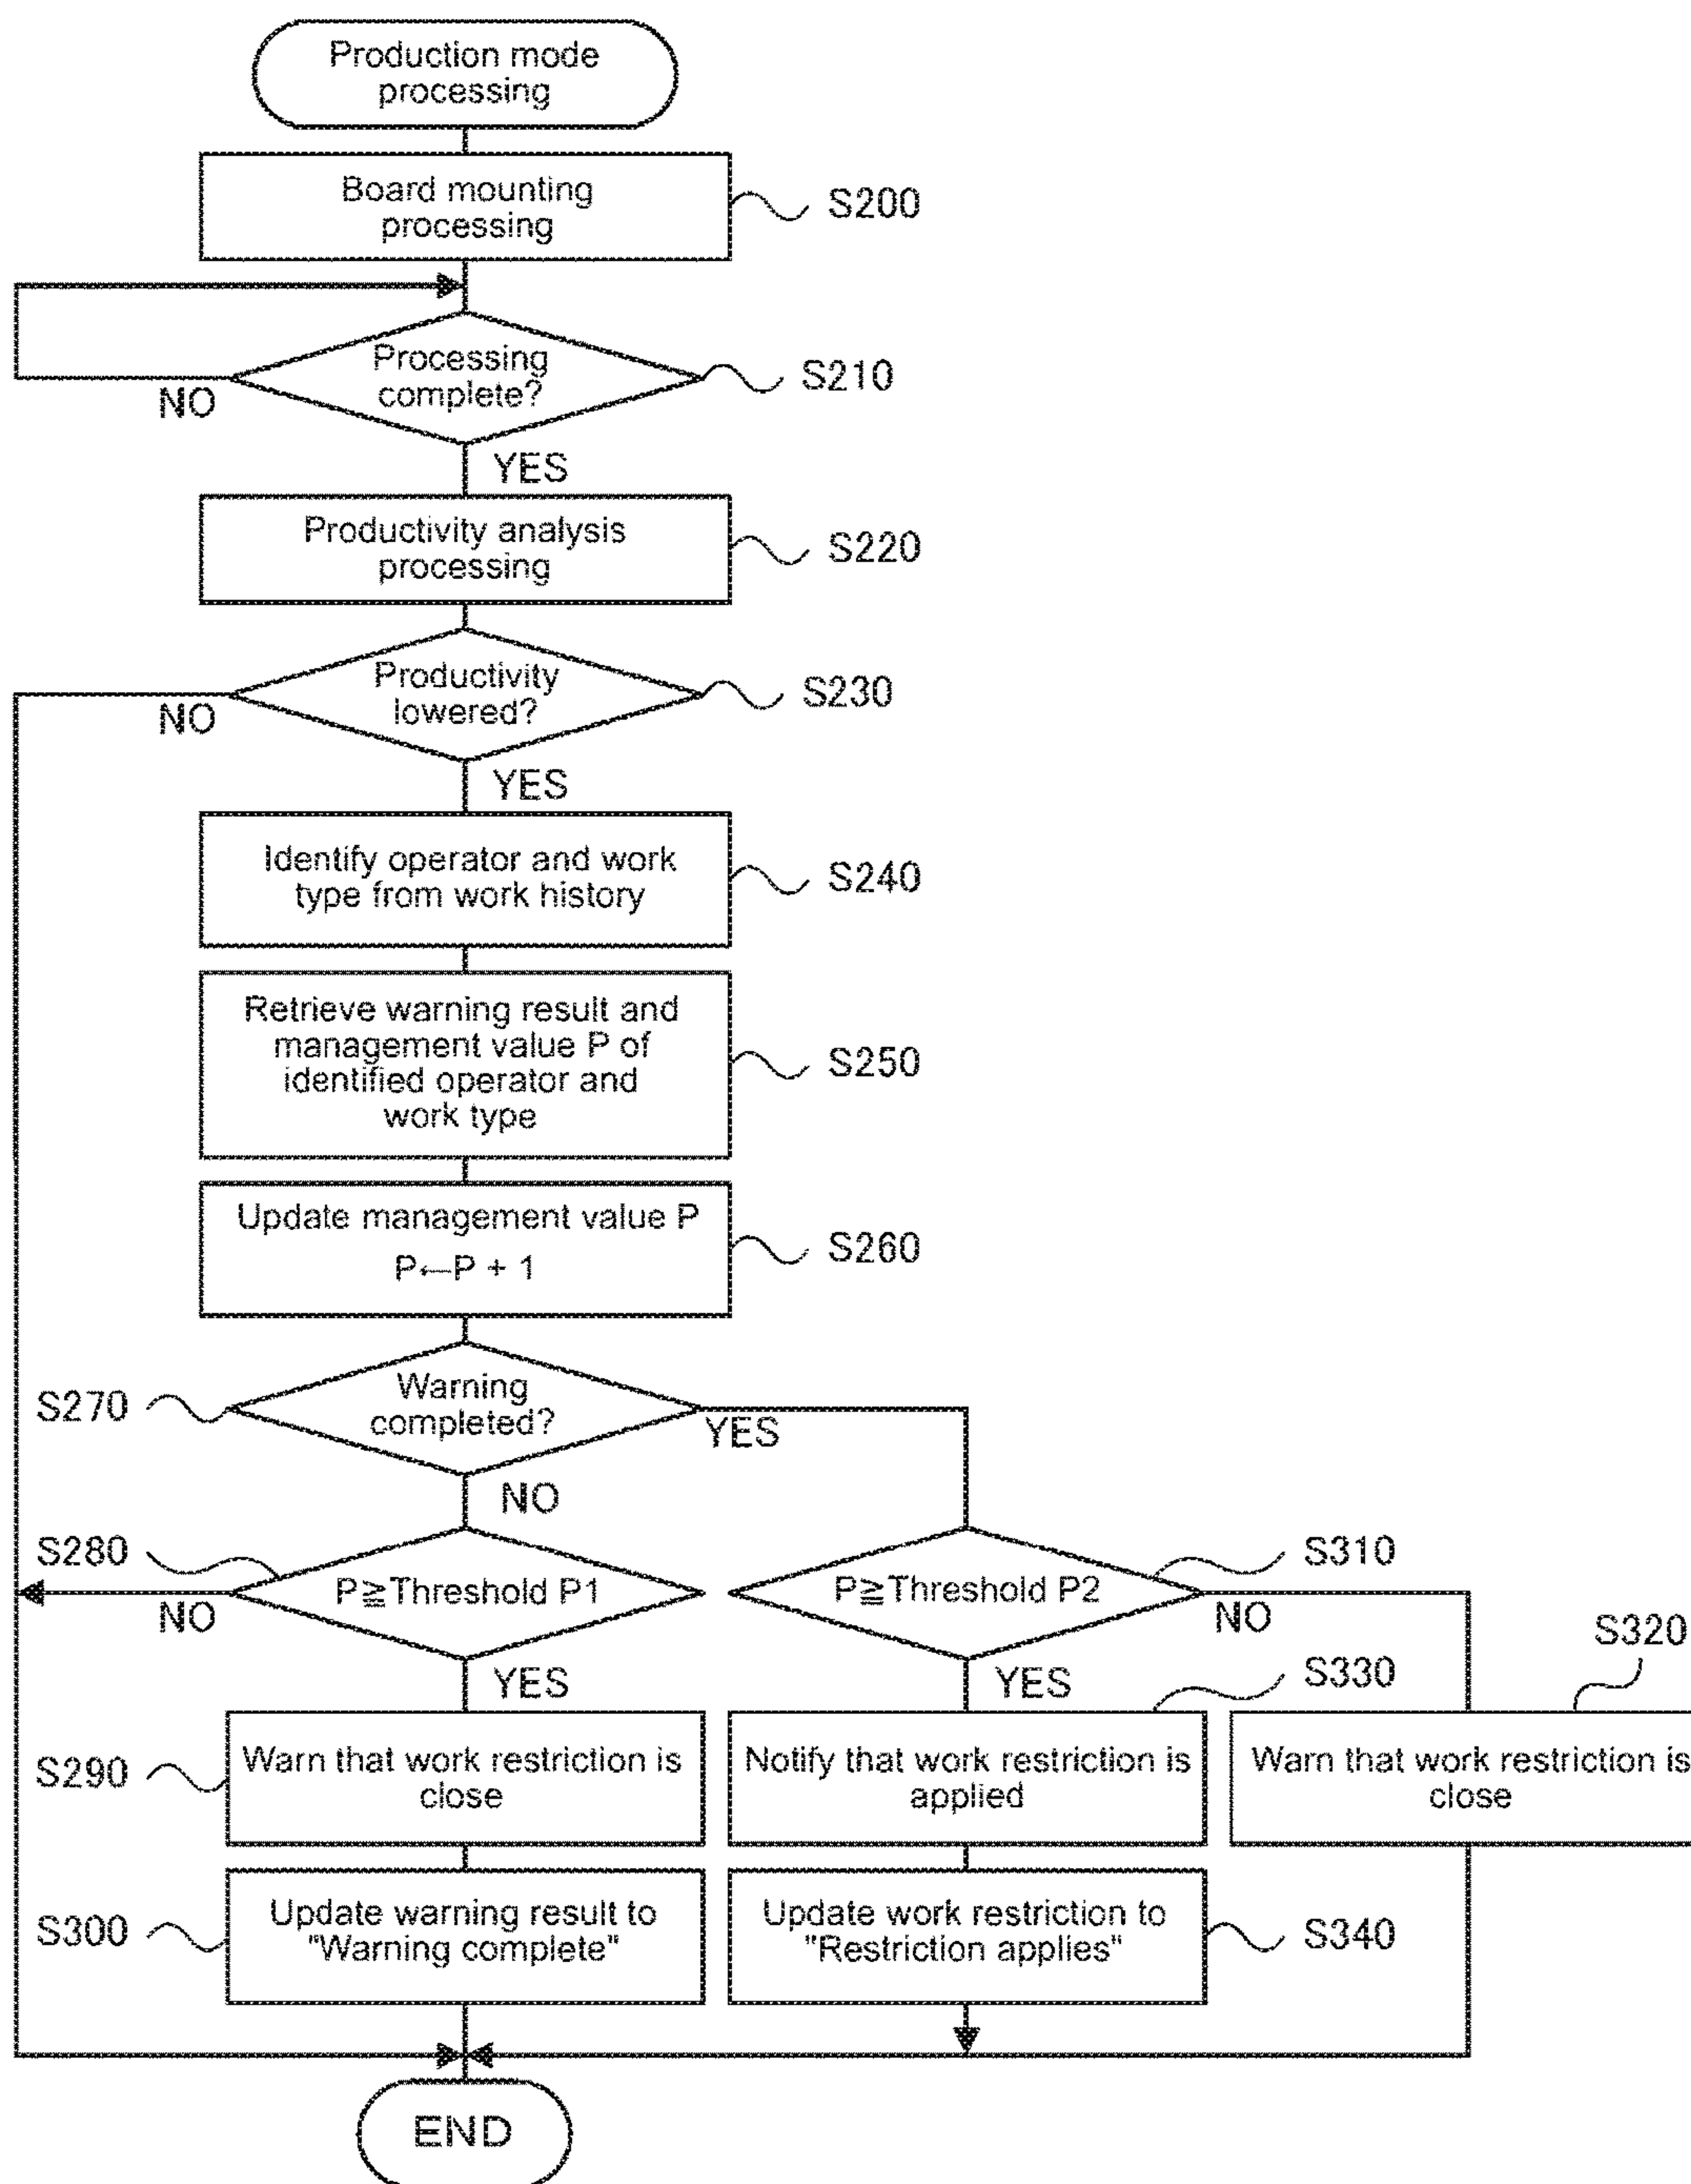 Production mode
processing
Board mounting
processing
S200
Processing
complete?
S210
NO
YES
Productivity analysis
processing
S220
Productivity
lowered?
S230
NO
YES
Identify operator and work
type from work history
S240
Retrieve warning result and
management value P of
identified operator and
work type
S250
Update management value P
P←P + 1
S260
S270
Warning
completed?
YES
NO
S280
P≧Threshold P1
NO
YES
P≧Threshold P2
S310
NO
YES
S320
S330
S290
Warn that work restriction is
close
Notify that work restriction is
applied
Warn that work restriction is
close
S300
Update warning result to
"Warning complete"
Update work restriction to
"Restriction applies"
S340
END